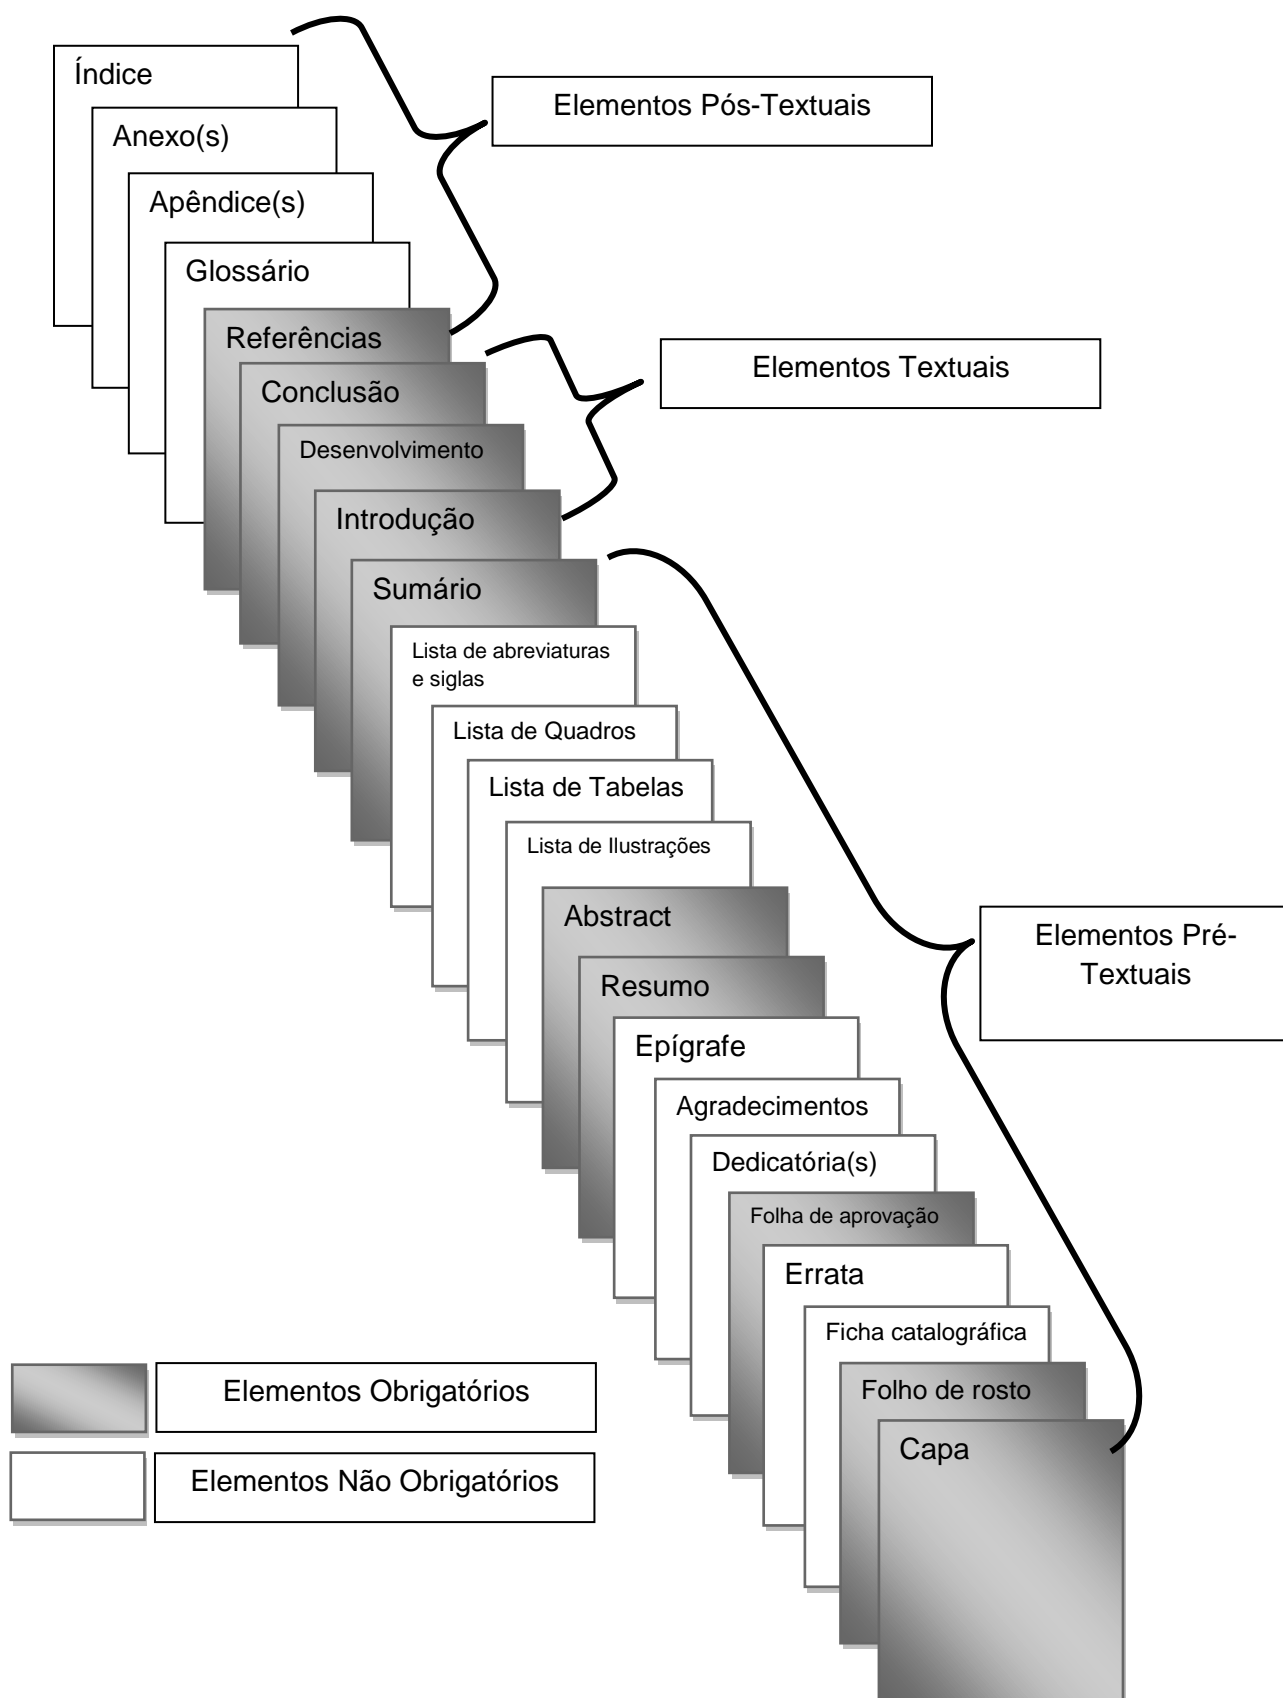 Índice
Elementos Pós-Textuais
Anexo(s)
Apêndice(s)
Glossário
Referências
Elementos Textuais
Conclusão
Desenvolvimento
Introdução
Sumário
Lista de abreviaturas
e siglas
Lista de Quadros
Lista de Tabelas
Lista de Ilustrações
Abstract
Elementos Pré-
Textuais
Resumo
Epígrafe
Agradecimentos
Dedicatória(s)
Folha de aprovação
Errata
Ficha catalográfica
Folho de rosto
Capa
Elementos Obrigatórios
Elementos Não Obrigatórios